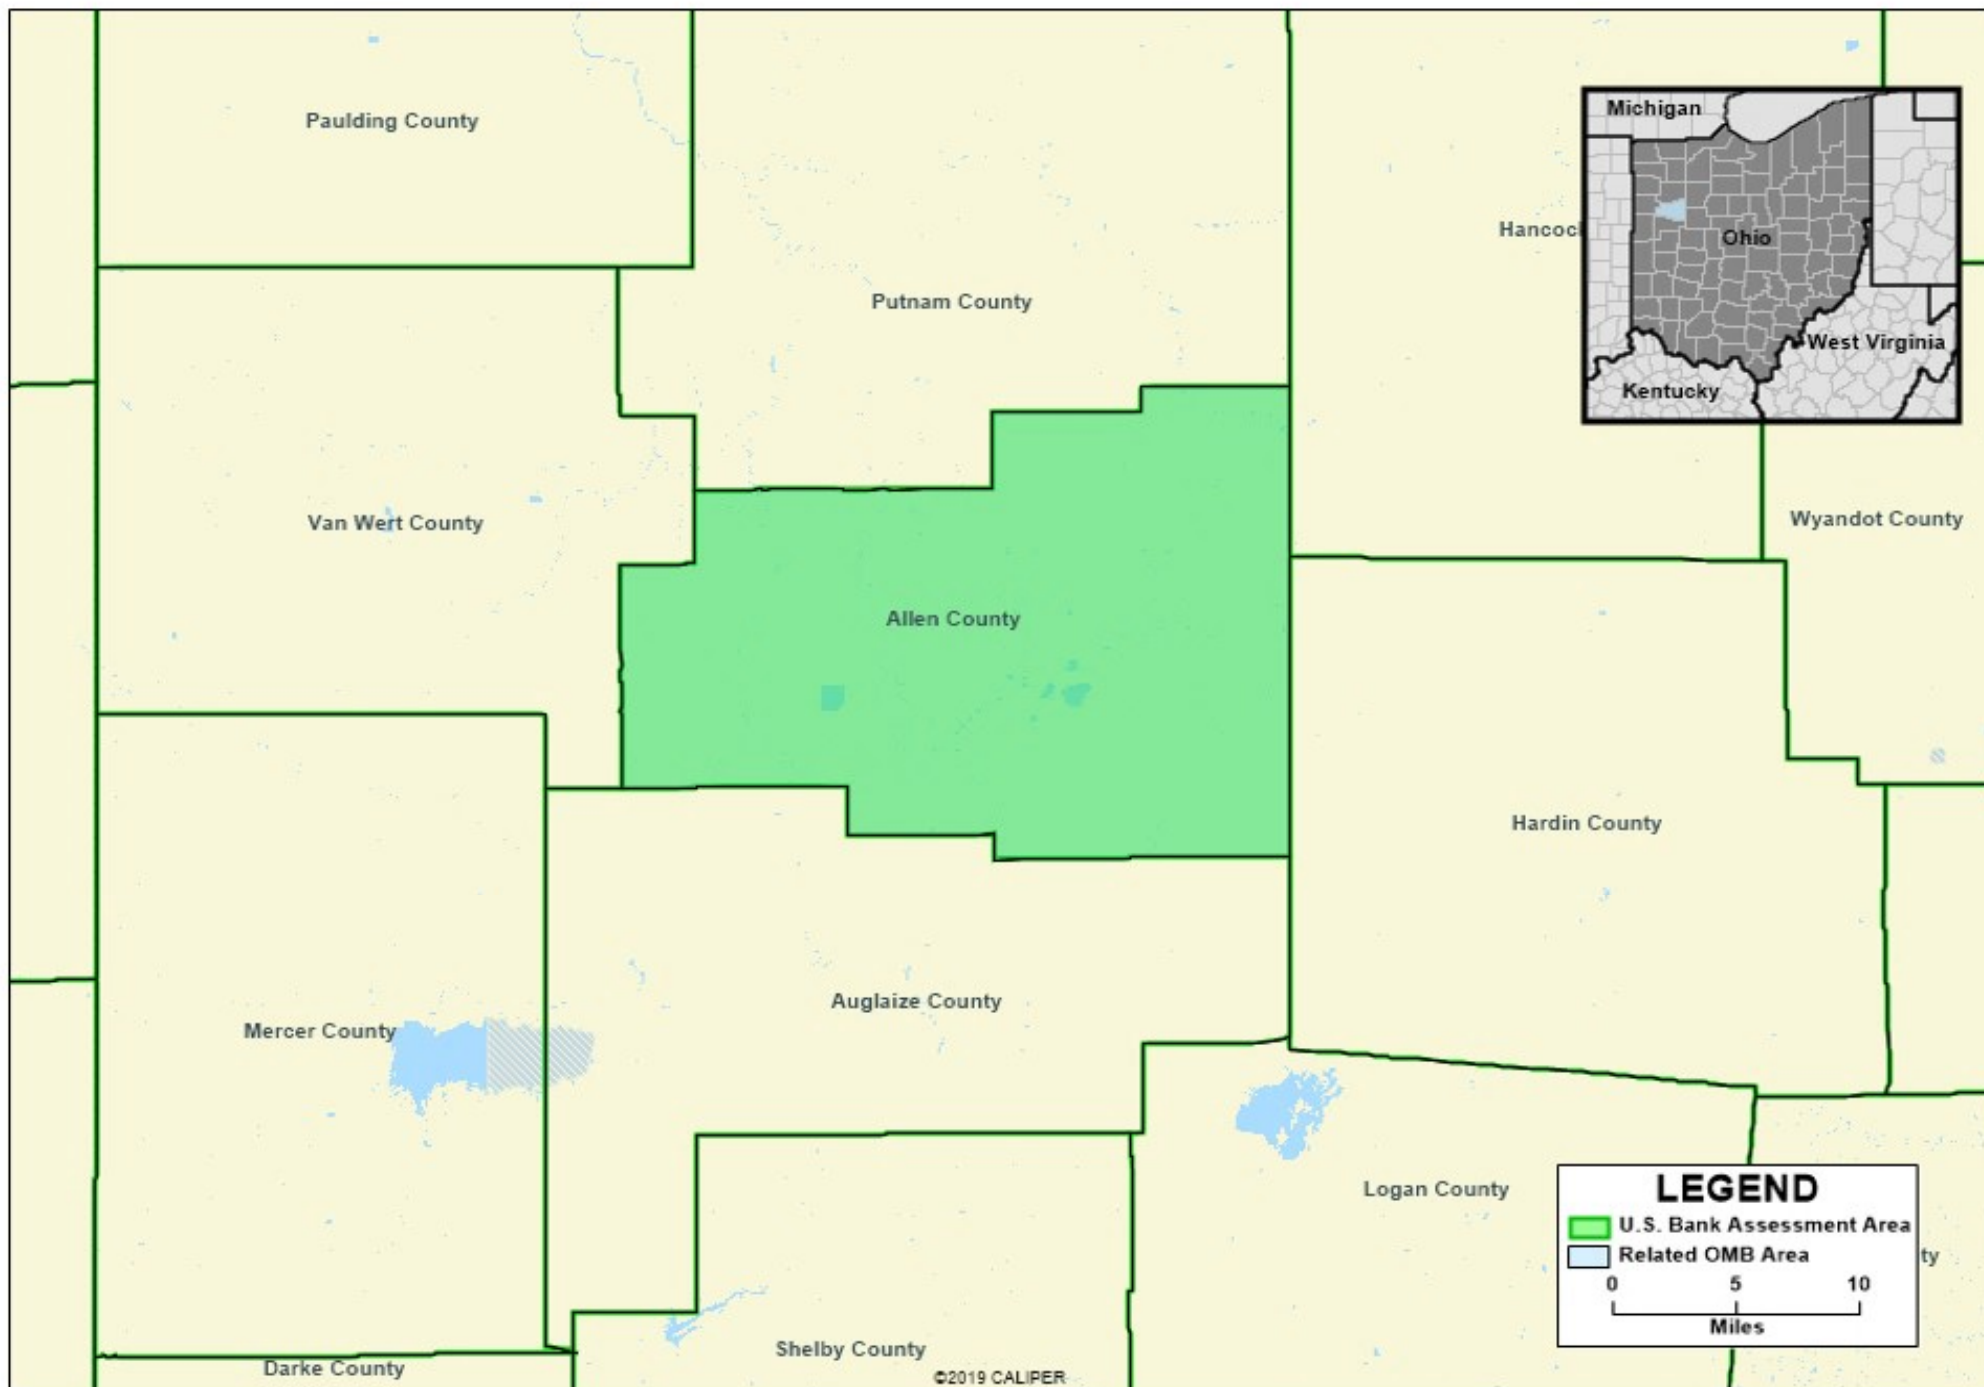 Paulding County
Michigan
Hancoc
Ohio
Putnam County
West Virginia
Kentucky
Van Wert County
Wyandot County
Allen County
Hardin County
Auglaize County
Mercer County
Logan County
LEGEND
U.S. Bank Assessment Area
Related OMB Area
ty
0 5 10
Miles
Shelby County
Darke County
©2019 CALIPER